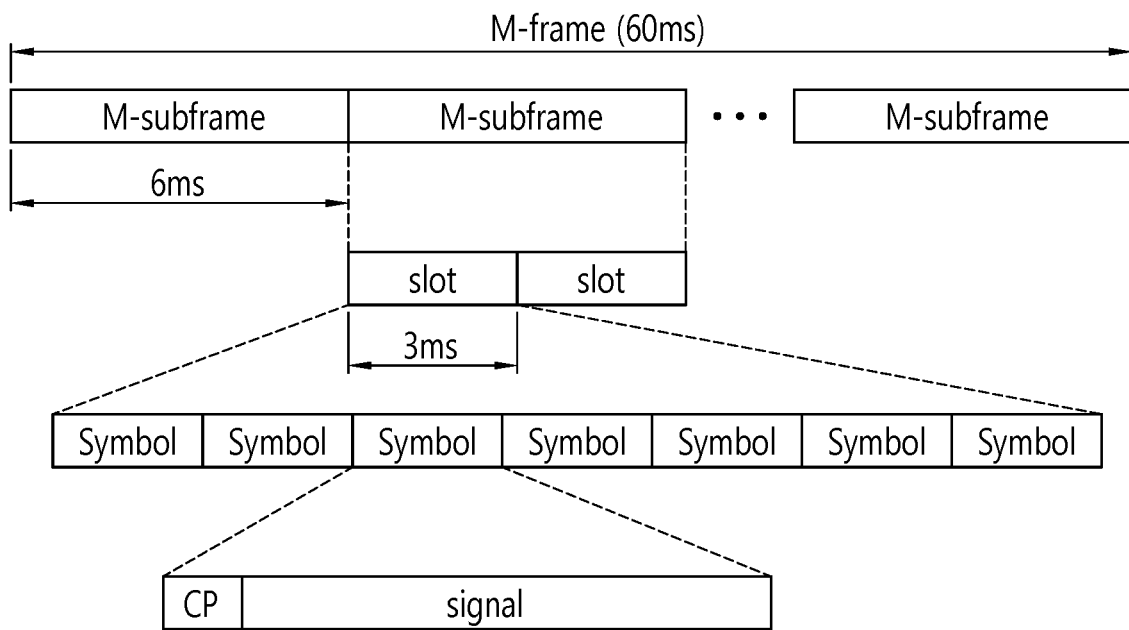 M-frame (60ms)
M-subframe M-subframe ••• M-subframe
6ms
slot slot
3ms
Symbol Symbol Symbol Symbol Symbol Symbol Symbol
CP signal